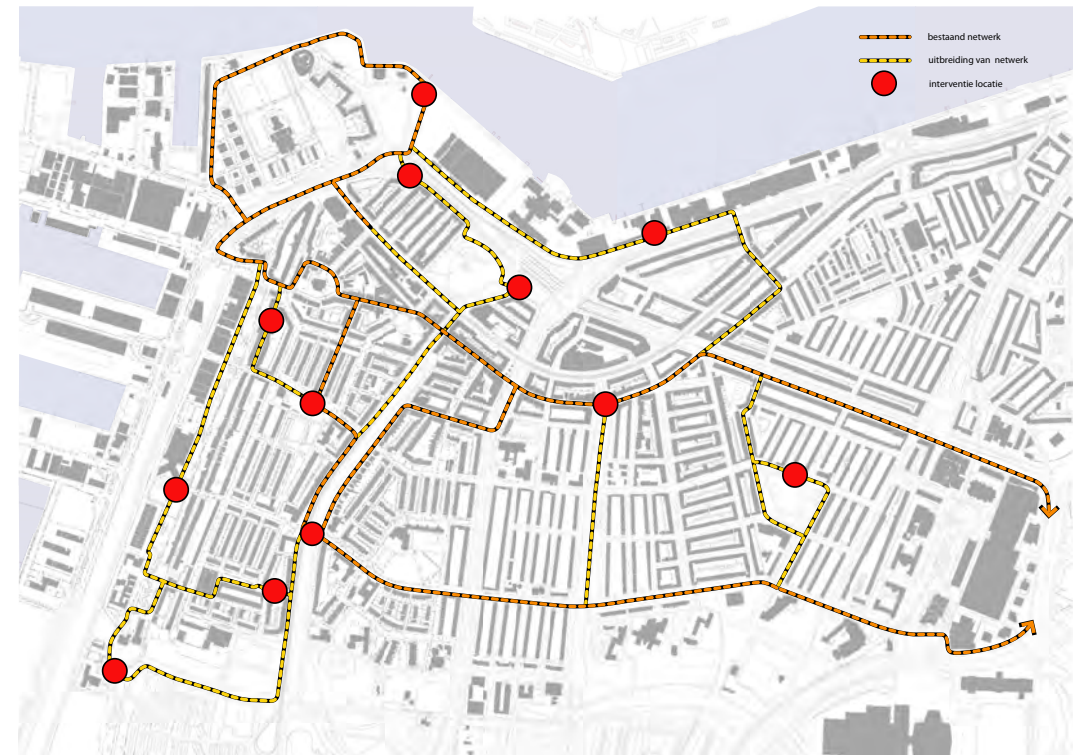 bestaand netwerk
uitbreiding van netwerk
interventie locatie